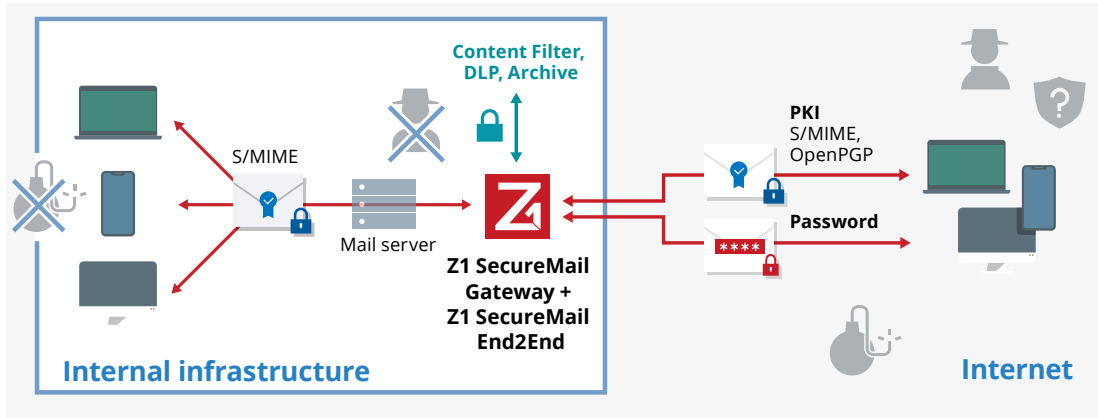 Content Filter,
DLP, Archive
S/MIME
Mail server
Z1
Z1 SecureMail
Gateway +
Z1 SecureMail
End2End
Internal infrastructure
PKI
S/MIME,
OpenPGP
Password
****
?
Internet